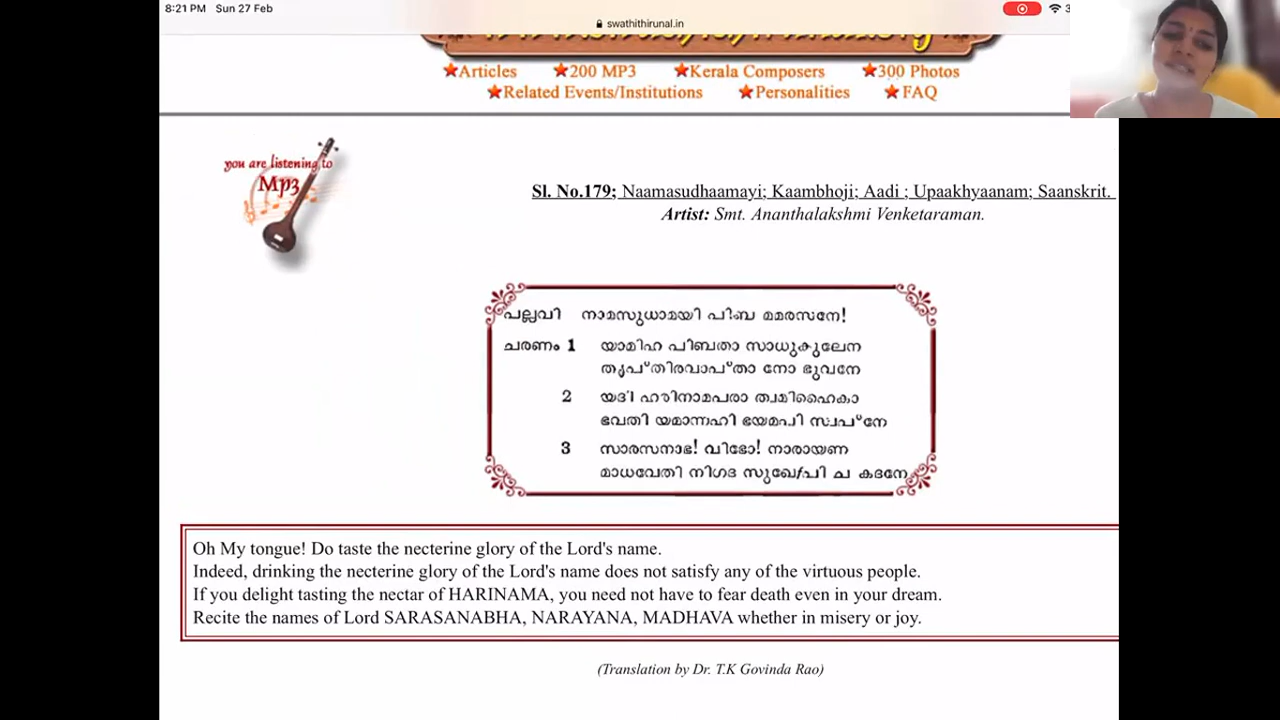 8:21 PM Sun 27 Feb
swathithirunal.in
Articles 200 MP3 Kerala Composers 300 Photos
Related Events/Institutions Personalities FAQ
you are listening to
Mp3
Sl. No.179; Naamasudhaamayi; Kaambhoji; Aadi ; Upaakhyaanam; Saanskrit.
Artist: Smt. Ananthalakshmi Venketaraman.
പല്ലവി നാമസുധാമയി പിബ മമരസനേ!
ചരണം 1 യാമിഹ പിബതാ സാധുകുലേന
തൃപ്തിരവാപ്താ നോ ഭുവനേ
2 യദി ഹരിനാമപരാ ത്വമിഹൈകാ
ഭവതി യമാന്നഹി ഭയമപി സ്വപ്നേ
3 സാരസനാഭ! വിഭോ! നാരായണ
മാധവേതി നിഗദ സുഖേ/പി ച കദനേ
Oh My tongue! Do taste the necterine glory of the Lord's name.
Indeed, drinking the necterine glory of the Lord's name does not satisfy any of the virtuous people.
If you delight tasting the nectar of HARINAMA, you need not have to fear death even in your dream.
Recite the names of Lord SARASANABHA, NARAYANA, MADHAVA whether in misery or joy.
(Translation by Dr. T.K Govinda Rao)